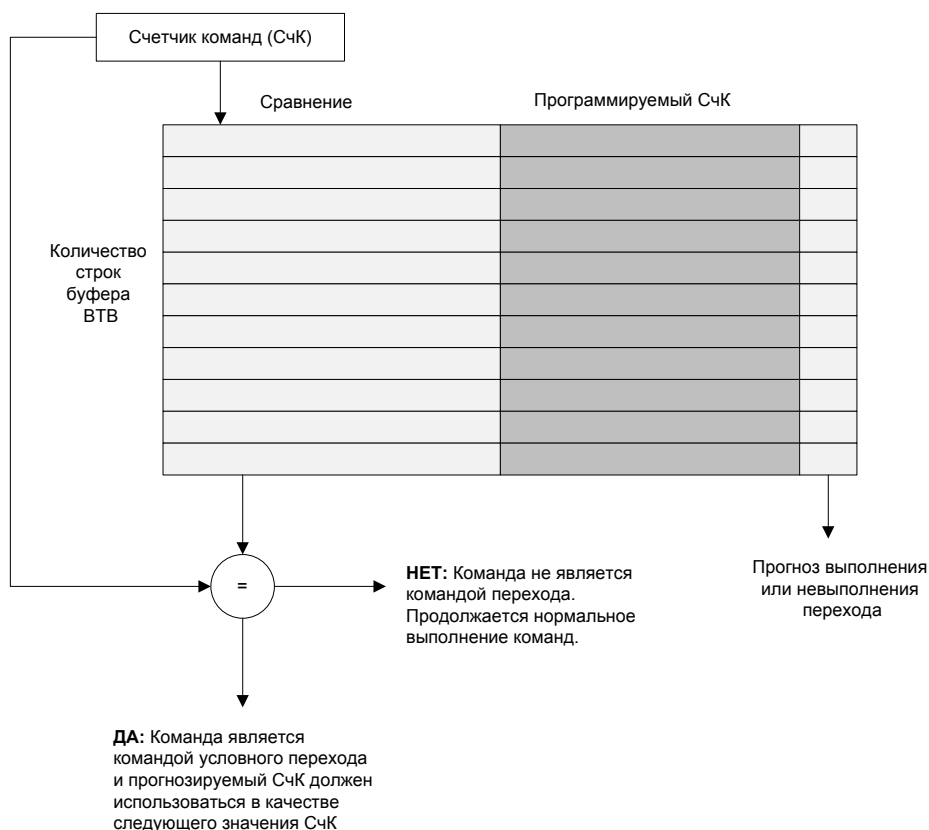 Счетчик команд (СчК)
Сравнение
Программируемый СчК
Количество
строк
буфера
BTB
=
НЕТ: Команда не является
командой перехода.
Продолжается нормальное
выполнение команд.
Прогноз выполнения
или невыполнения
перехода
ДА: Команда является
командой условного перехода
и прогнозируемый СчК должен
использоваться в качестве
следующего значения СчК